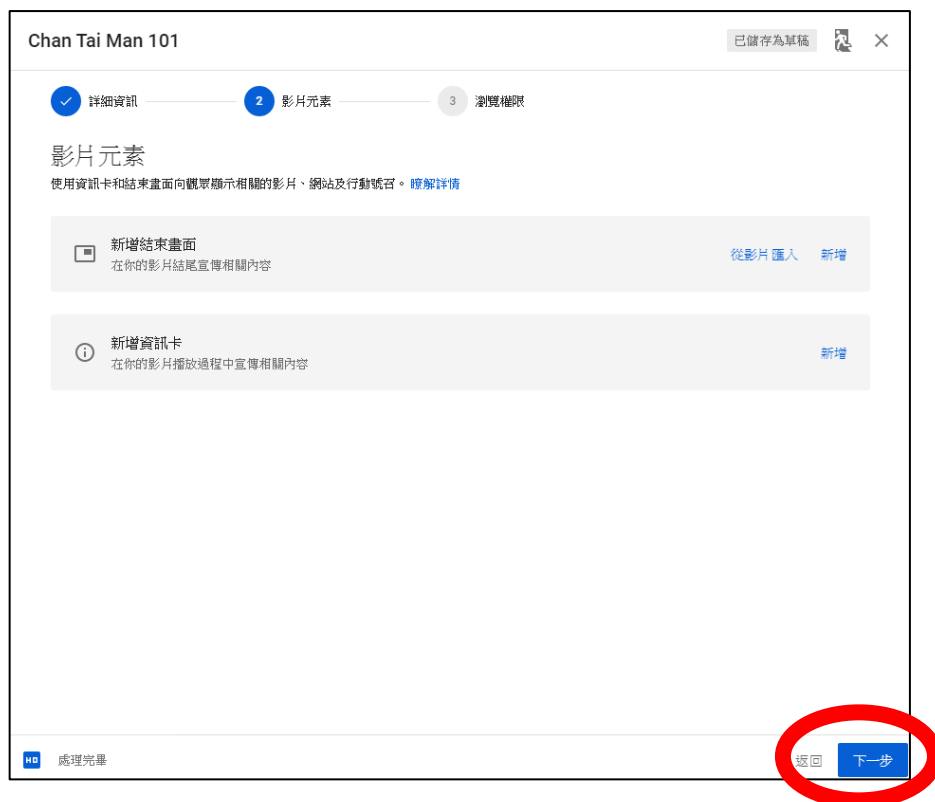 Chan Tai Man 101
已儲存為草稿
詳細資訊
2 影片元素
3 瀏覽權限
影片元素
使用資訊卡和結束畫面向觀眾顯示相關的影片、網站及行動號召。瞭解詳情
新增結束畫面
在你的影片結尾宣傳相關內容
從影片匯入 新增
新增資訊卡
在你的影片播放過程中宣傳相關內容
新增
HD 處理完畢
返回 下一步